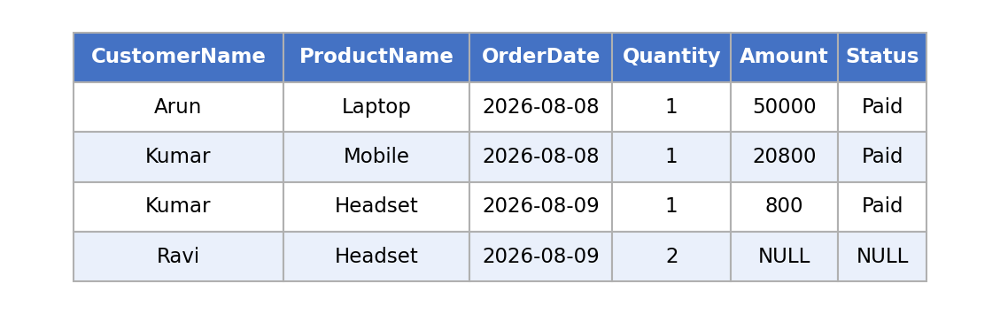 CustomerName ProductName OrderDate Quantity Amount Status
Arun Laptop 2026-08-08 1 50000 Paid
Kumar Mobile 2026-08-08 1 20800 Paid
Kumar Headset 2026-08-09 1 800 Paid
Ravi Headset 2026-08-09 2 NULL NULL